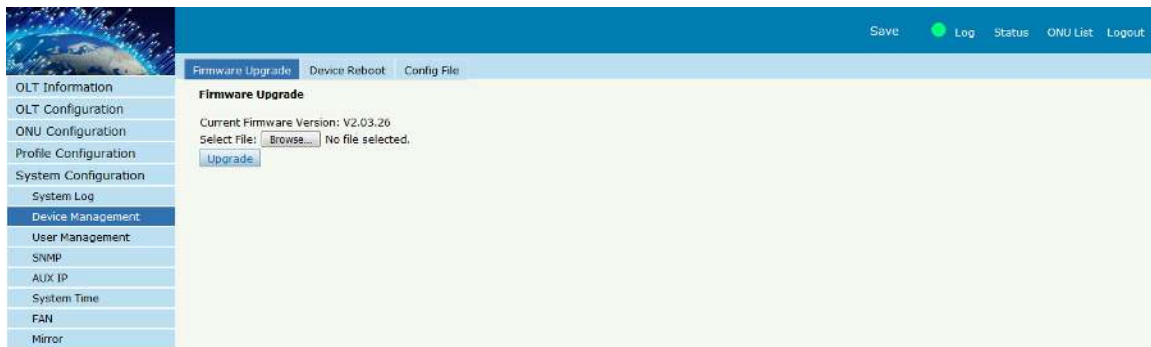 Save Log Status ONU List Logout
Firmware Upgrade Device Reboot Config File
OLT Information
OLT Configuration
ONU Configuration
Profile Configuration
System Configuration
System Log
Device Management
User Management
SNMP
AUX IP
System Time
FAN
Mirror
Firmware Upgrade
Current Firmware Version: V2.03.26
Select File: Browse... No file selected.
Upgrade